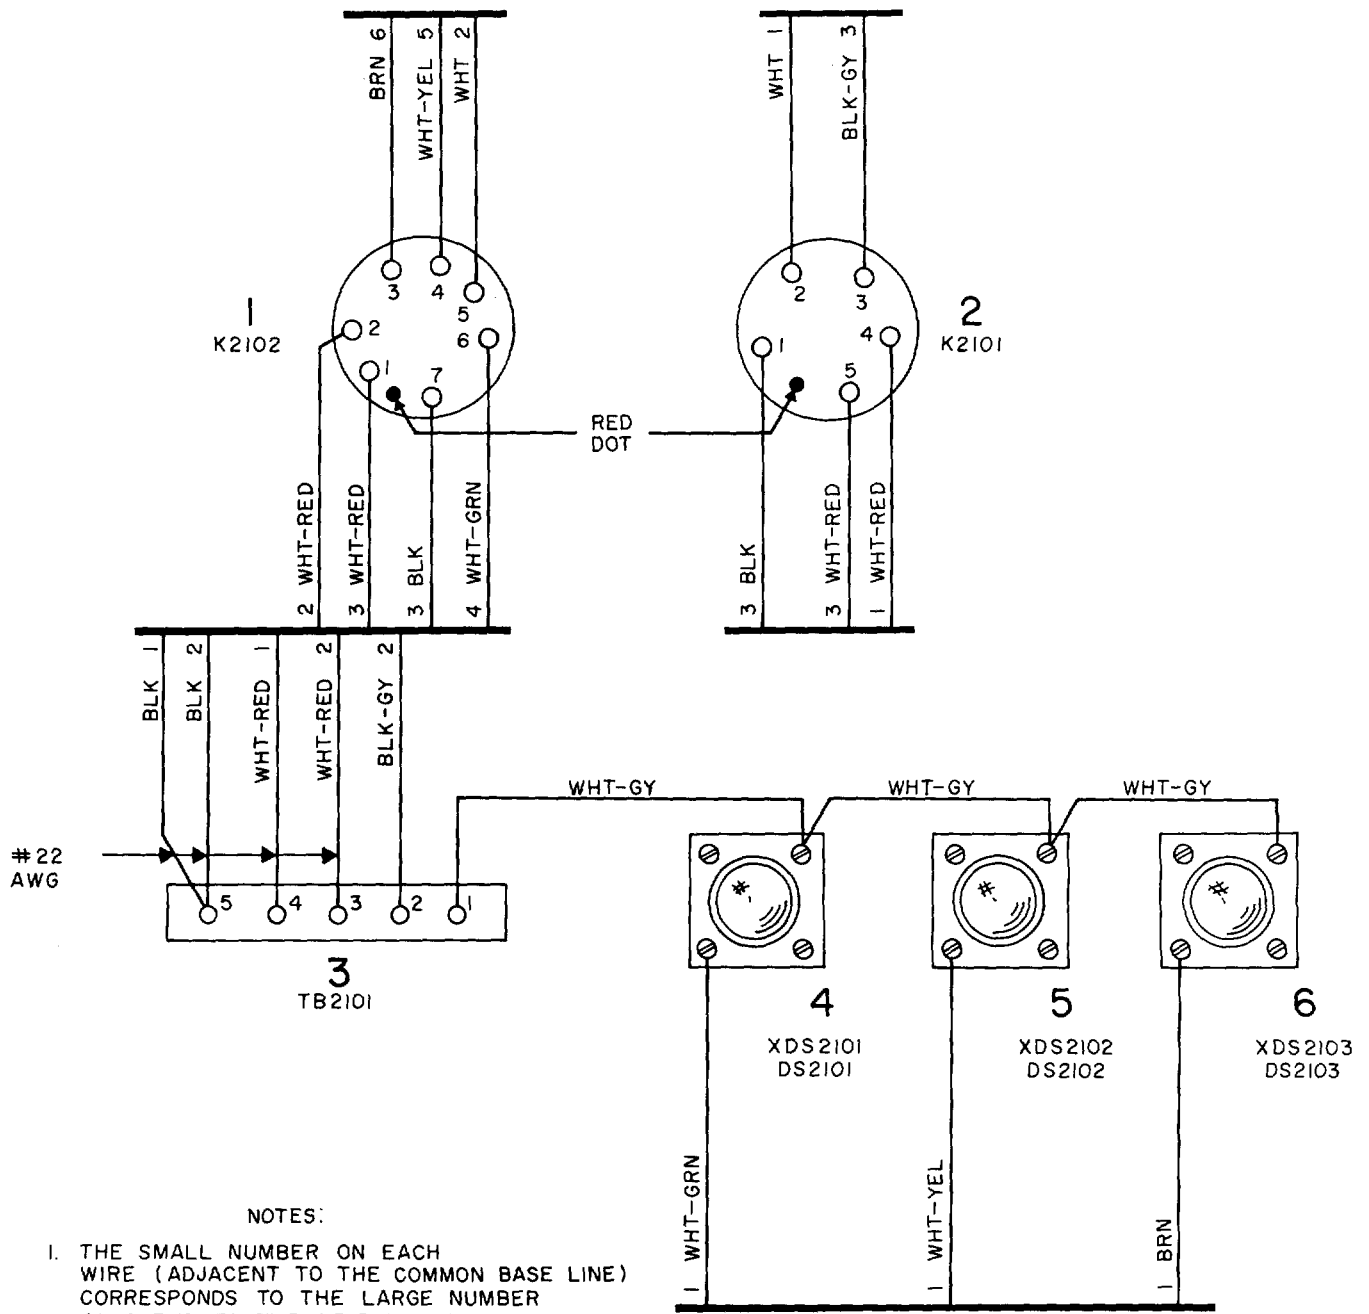 BRN 6
WHT-YEL 5
WHT 2
WHT 1
BLK-GY 3
3
4
5
2
6
1
7
1
K2102
2
3
1
4
5
2
K2101
RED
DOT
2 WHT-RED
3 WHT-RED
3 BLK
4 WHT-GRN
3 BLK
3 WHT-RED
1 WHT-RED
BLK 1
BLK 2
WHT-RED 1
WHT-RED 2
BLK-GY 2
WHT-GY
WHT-GY
WHT-GY
#22
AWG
5
4
3
2
1
3
TB2101
4
XDS2101
DS2101
5
XDS2102
DS2102
6
XDS2103
DS2103
1 WHT-GRN
1 WHT-YEL
1 BRN
NOTES:
1. THE SMALL NUMBER ON EACH
WIRE (ADJACENT TO THE COMMON BASE LINE)
CORRESPONDS TO THE LARGE NUMBER